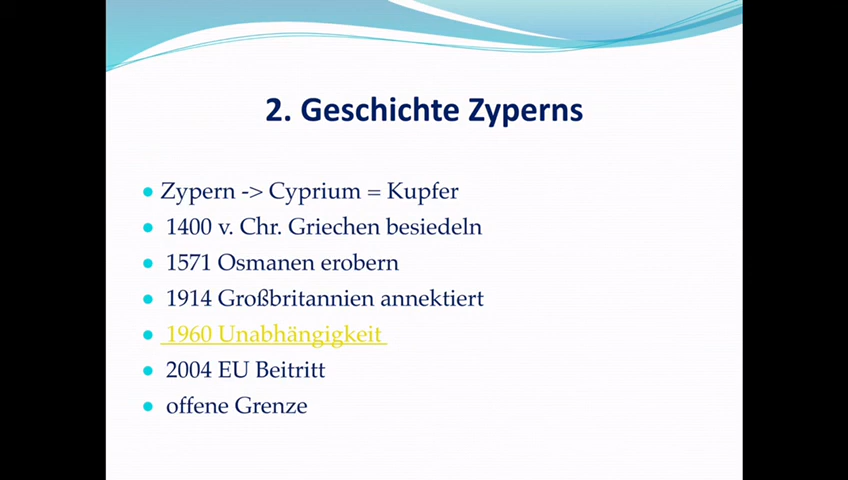 2. Geschichte Zyperns
Zypern -> Cyprium = Kupfer
1400 v. Chr. Griechen besiedeln
1571 Osmanen erobern
1914 Großbritannien annektiert
1960 Unabhängigkeit
2004 EU Beitritt
offene Grenze